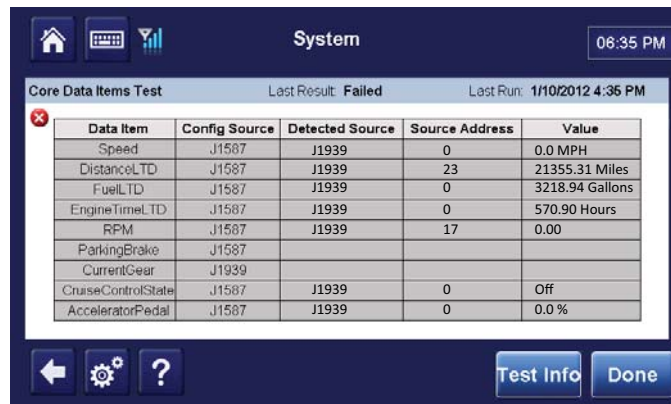 System
06:35 PM
Core Data Items Test Last Result: Failed Last Run: 1/10/2012 4:35 PM
Data Item Config Source Detected Source Source Address Value
Speed J1587 J1939 0 0.0 MPH
DistanceLTD J1587 J1939 23 21355.31 Miles
FuelLTD J1587 J1939 0 3218.94 Gallons
EngineTimeLTD J1587 J1939 0 570.90 Hours
RPM J1587 J1939 17 0.00
ParkingBrake J1587
CurrentGear J1939
CruiseControlState J1587 J1939 0 Off
AcceleratorPedal J1587 J1939 0 0.0 %
?
Test Info Done